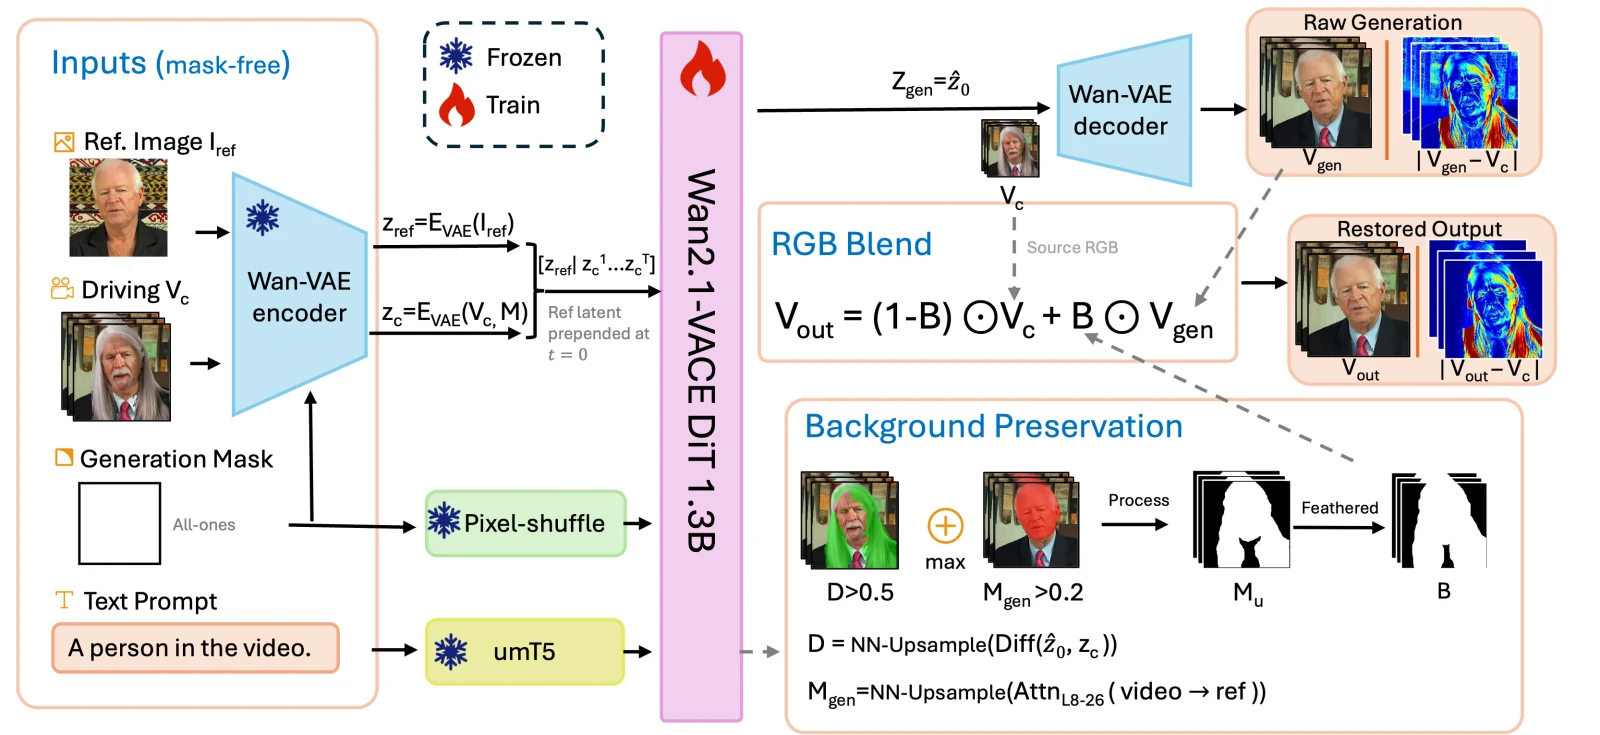 Inputs (mask-free)
Ref. Image I_ref
Driving V_c
Generation Mask
All-ones
Text Prompt
A person in the video.
Frozen
Train
Wan-VAE
encoder
z_ref=E_VAE(I_ref)
z_c=E_VAE(V_c, M)
[z_ref| z_c^1...z_c^T]
Ref latent
prepended at
t = 0
Pixel-shuffle
umT5
Wan2.1-VACE DiT 1.3B
Z_gen=ẑ_0
V_c
Wan-VAE
decoder
Raw Generation
V_gen
|V_gen – V_c|
RGB Blend
Source RGB
V_out = (1-B) ⊙V_c + B ⊙ V_gen
Restored Output
V_out
|V_out – V_c|
Background Preservation
D>0.5
max
M_gen >0.2
Process
M_u
Feathered
B
D = NN-Upsample(Diff(ẑ_0, z_c ))
M_gen=NN-Upsample(Attn_L8-26 ( video → ref ))